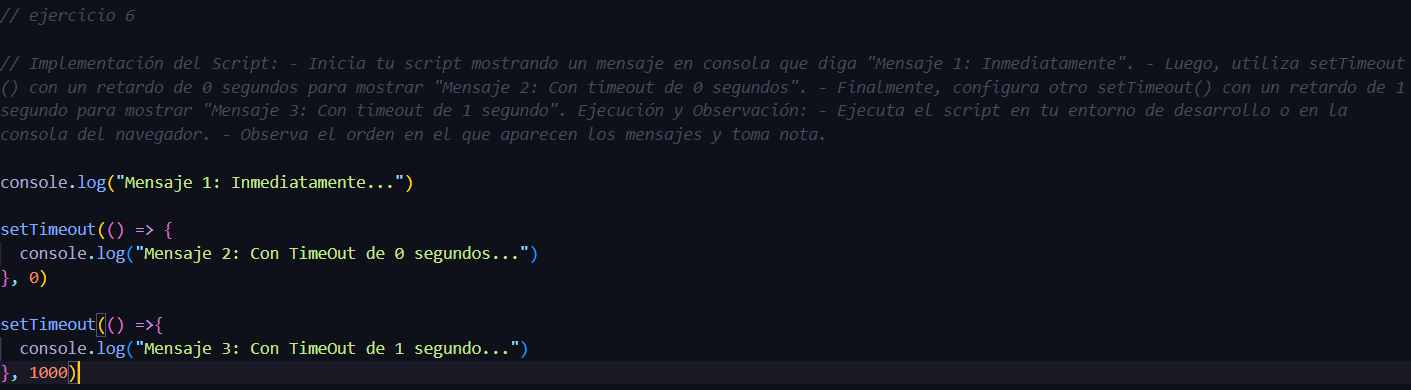 // ejercicio 6
// Implementación del Script: - Inicia tu script mostrando un mensaje en consola que diga "Mensaje 1: Inmediatamente". - Luego, utiliza setTimeout
() con un retardo de 0 segundos para mostrar "Mensaje 2: Con timeout de 0 segundos". - Finalmente, configura otro setTimeout() con un retardo de 1
segundo para mostrar "Mensaje 3: Con timeout de 1 segundo". Ejecución y Observación: - Ejecuta el script en tu entorno de desarrollo o en la
consola del navegador. - Observa el orden en el que aparecen los mensajes y toma nota.
console.log("Mensaje 1: Inmediatamente...")
setTimeout(() => {
  console.log("Mensaje 2: Con TimeOut de 0 segundos...")
}, 0)
setTimeout(() =>{
  console.log("Mensaje 3: Con TimeOut de 1 segundo...")
}, 1000)